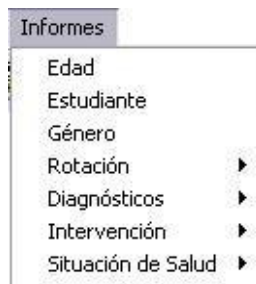 Informes
Edad
Estudiante
Género
Rotación
Diagnósticos
Intervención
Situación de Salud